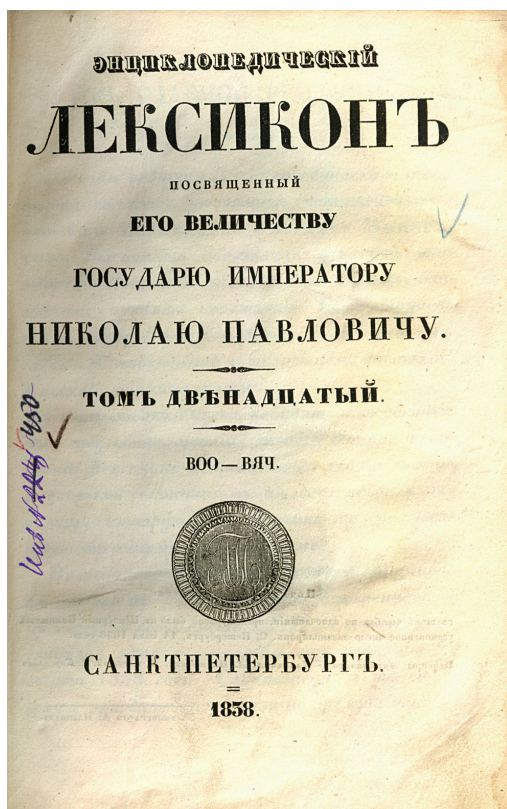 ЭНЦИКЛОПЕДИЧЕСКІЙ
ЛЕКСИКОНЪ
ПОСВЯЩЕННЫЙ
ЕГО ВЕЛИЧЕСТВУ
ГОСУДАРЮ ИМПЕРАТОРУ
НИКОЛАЮ ПАВЛОВИЧУ.
ТОМЪ ДВѢНАДЦАТЫЙ.
ВОО — ВЯЧ.
САНКТПЕТЕРБУРГЪ.
1838.